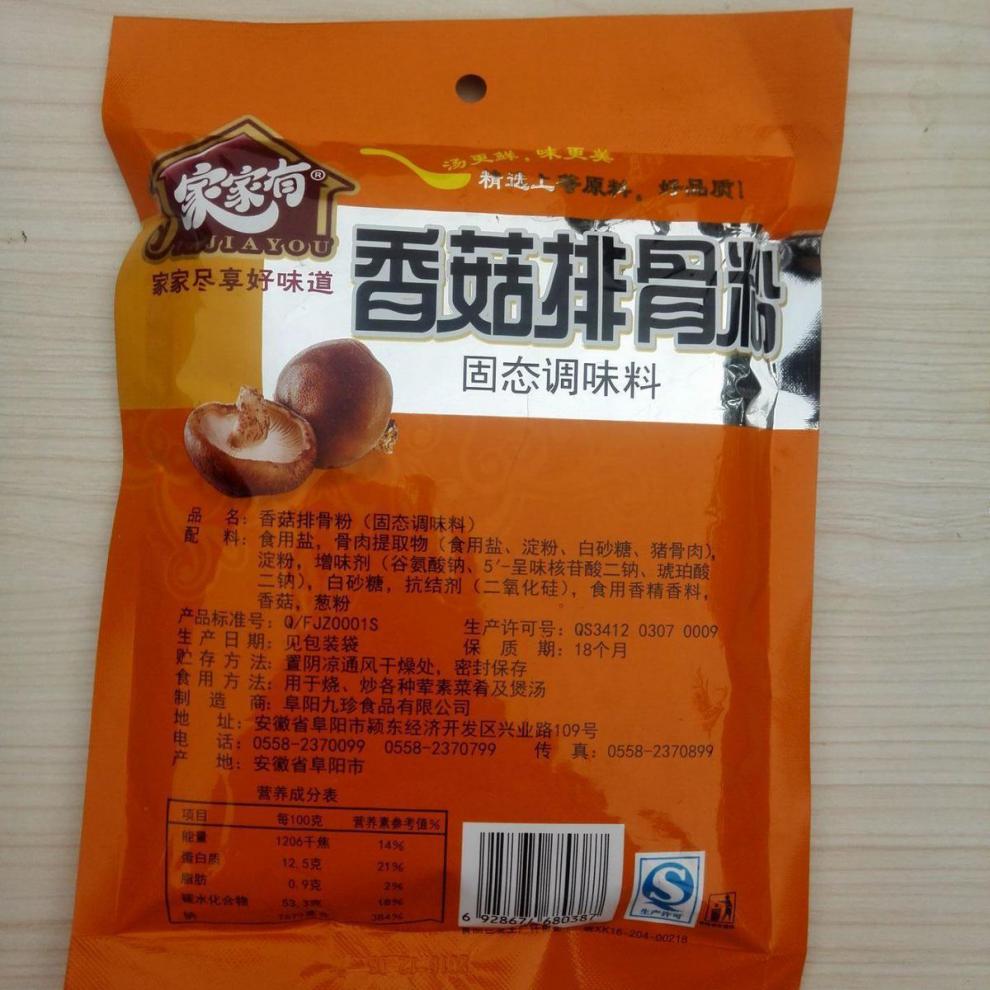 汤更鲜，味更美
精选上等原料，好品质！
家家有®
JIAYOU
家家尽享好味道
香菇排骨粉
固态调味料
品 名：香菇排骨粉（固态调味料）
配 料：食用盐，骨肉提取物（食用盐、淀粉、白砂糖、猪骨肉），
淀粉，增味剂（谷氨酸钠、5′-呈味核苷酸二钠、琥珀酸
二钠），白砂糖，抗结剂（二氧化硅），食用香精香料，
香菇，葱粉
产品标准号：Q/FJZ0001S 生产许可号：QS3412 0307 0009
生产日期：见包装袋 保 质 期：18个月
贮存方法：置阴凉通风干燥处，密封保存
食用方法：用于烧、炒各种荤素菜肴及煲汤
制 造 商：阜阳九珍食品有限公司
地 址：安徽省阜阳市颍东经济开发区兴业路109号
电 话：0558-2370099 0558-2370799 传 真：0558-2370899
产 地：安徽省阜阳市
营养成分表
项目 每100克 营养素参考值%
能量 1206千焦 14%
蛋白质 12.5克 21%
脂肪 0.9克 2%
碳水化合物 53.3克 18%
钠 384%
6 928677 680387
生产许可
XK16-204-00218